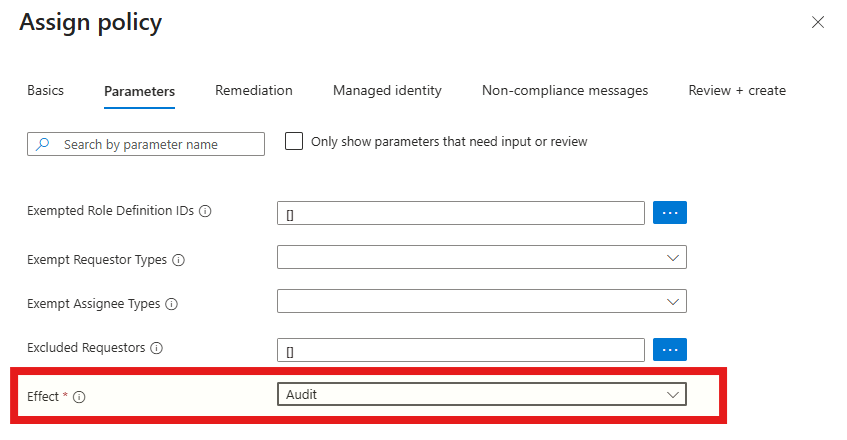 Assign policy
Basics Parameters Remediation Managed identity Non-compliance messages Review + create
Search by parameter name Only show parameters that need input or review
Exempted Role Definition IDs []
Exempt Requestor Types
Exempt Assignee Types
Excluded Requestors []
Effect * Audit